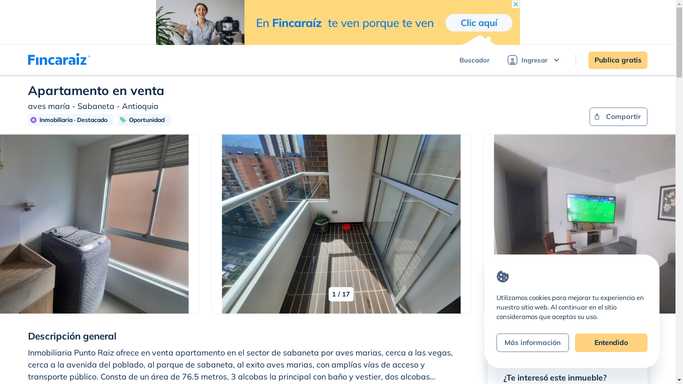 En Fincaraíz te ven porque te ven
Clic aquí
Fincaraiz
Buscador
Ingresar
Publica gratis
Apartamento en venta
aves maría - Sabaneta - Antioquia
Inmobiliaria · Destacado
Oportunidad
Compartir
1 / 17
Utilizamos cookies para mejorar tu experiencia en
nuestro sitio web. Al continuar en el sitio
consideramos que aceptas su uso.
Más información
Entendido
Descripción general
Inmobiliaria Punto Raiz ofrece en venta apartamento en el sector de sabaneta por aves marias, cerca a las vegas,
cerca a la avenida del poblado, al parque de sabaneta, al exito aves marias, con amplías vías de acceso y
transporte público. Consta de un área de 76.5 metros, 3 alcobas la principal con baño y vestier, dos alcobas...
¿Te interesó este inmueble?